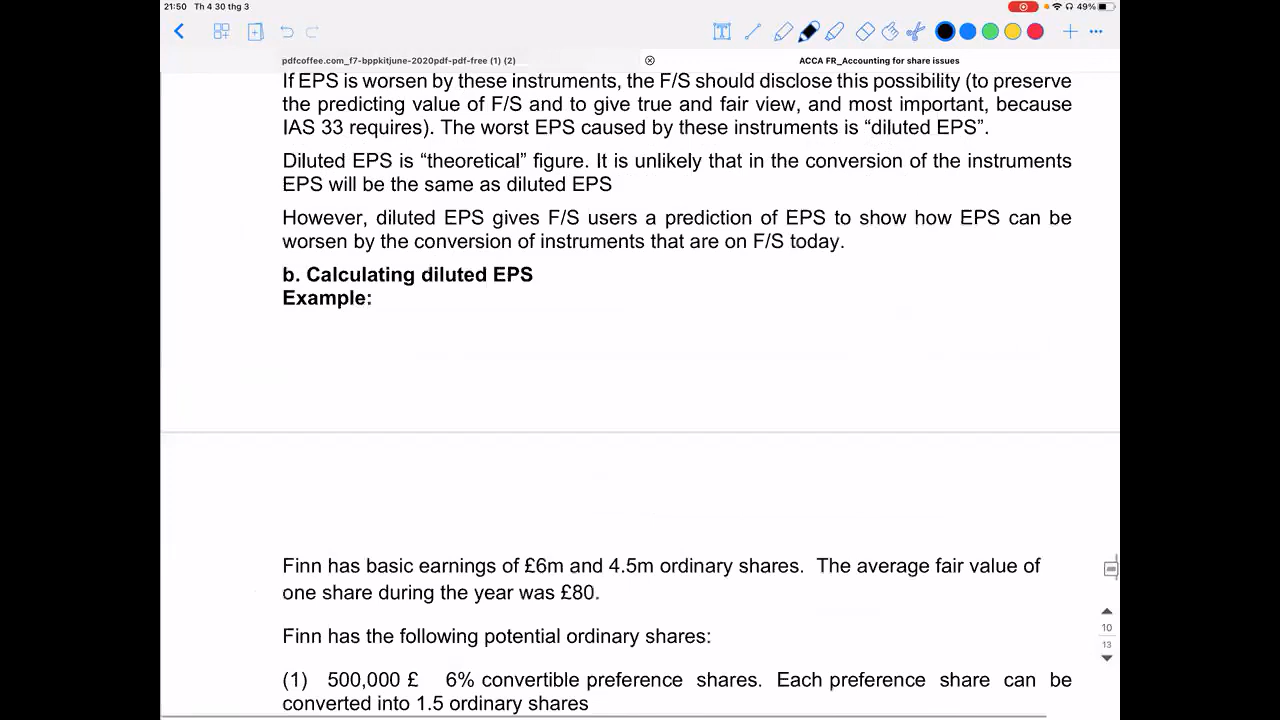 21:50 Th 4 30 thg 3
49%
T
pdfcoffee.com_f7-bppkitjune-2020pdf-pdf-free (1) (2)
ACCA FR_Accounting for share issues
If EPS is worsen by these instruments, the F/S should disclose this possibility (to preserve
the predicting value of F/S and to give true and fair view, and most important, because
IAS 33 requires). The worst EPS caused by these instruments is “diluted EPS”.
Diluted EPS is “theoretical” figure. It is unlikely that in the conversion of the instruments
EPS will be the same as diluted EPS
However, diluted EPS gives F/S users a prediction of EPS to show how EPS can be
worsen by the conversion of instruments that are on F/S today.
b. Calculating diluted EPS
Example:
Finn has basic earnings of £6m and 4.5m ordinary shares. The average fair value of
one share during the year was £80.
Finn has the following potential ordinary shares:
(1) 500,000 £ 6% convertible preference shares. Each preference share can be
converted into 1.5 ordinary shares
10
13